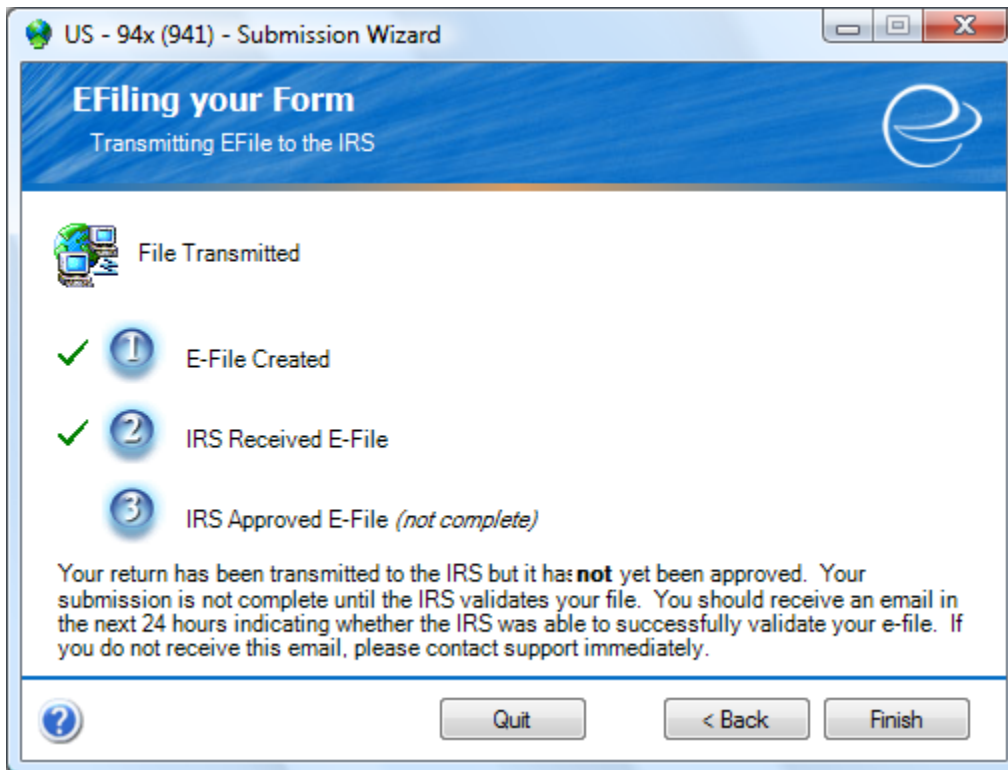 US - 94x (941) - Submission Wizard
EFiling your Form
Transmitting EFile to the IRS
File Transmitted
1 E-File Created
2 IRS Received E-File
3 IRS Approved E-File (not complete)
Your return has been transmitted to the IRS but it has not yet been approved.  Your
submission is not complete until the IRS validates your file.  You should receive an email in
the next 24 hours indicating whether the IRS was able to successfully validate your e-file.  If
you do not receive this email, please contact support immediately.
? Quit < Back Finish